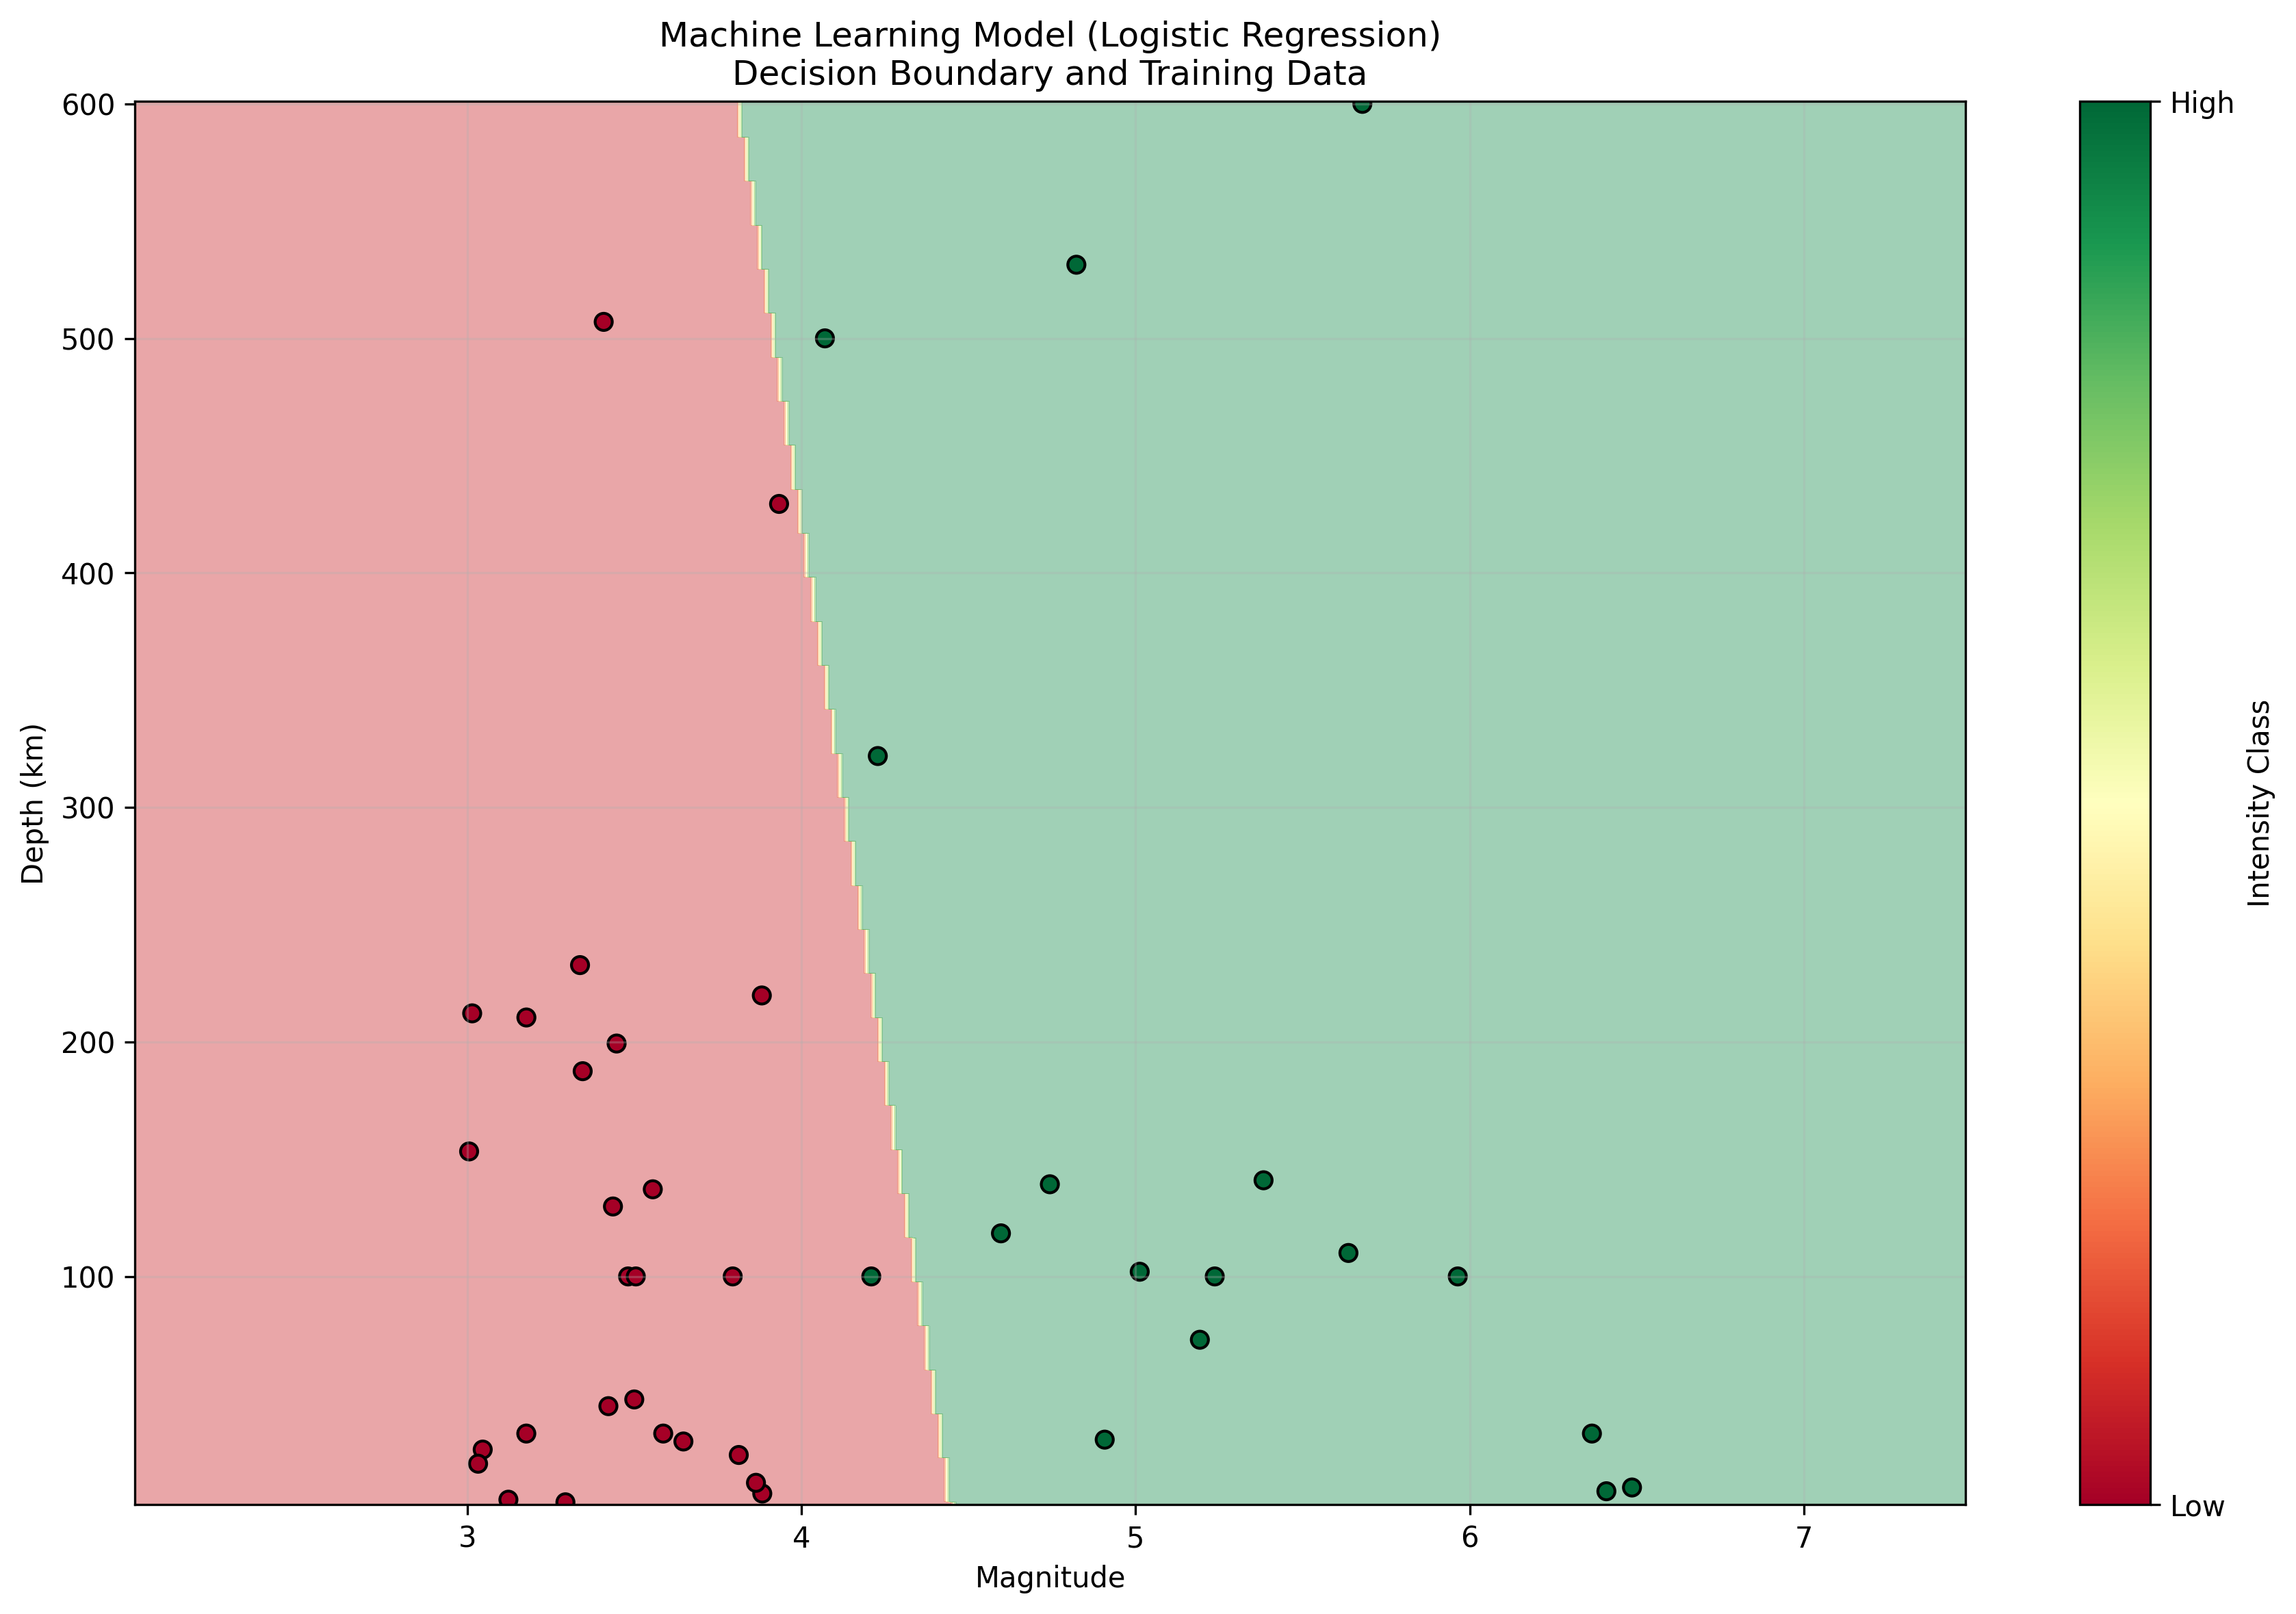 Machine Learning Model (Logistic Regression)
Decision Boundary and Training Data
600
500
400
300
200
100
Depth (km)
3
4
5
6
7
Magnitude
High
Low
Intensity Class